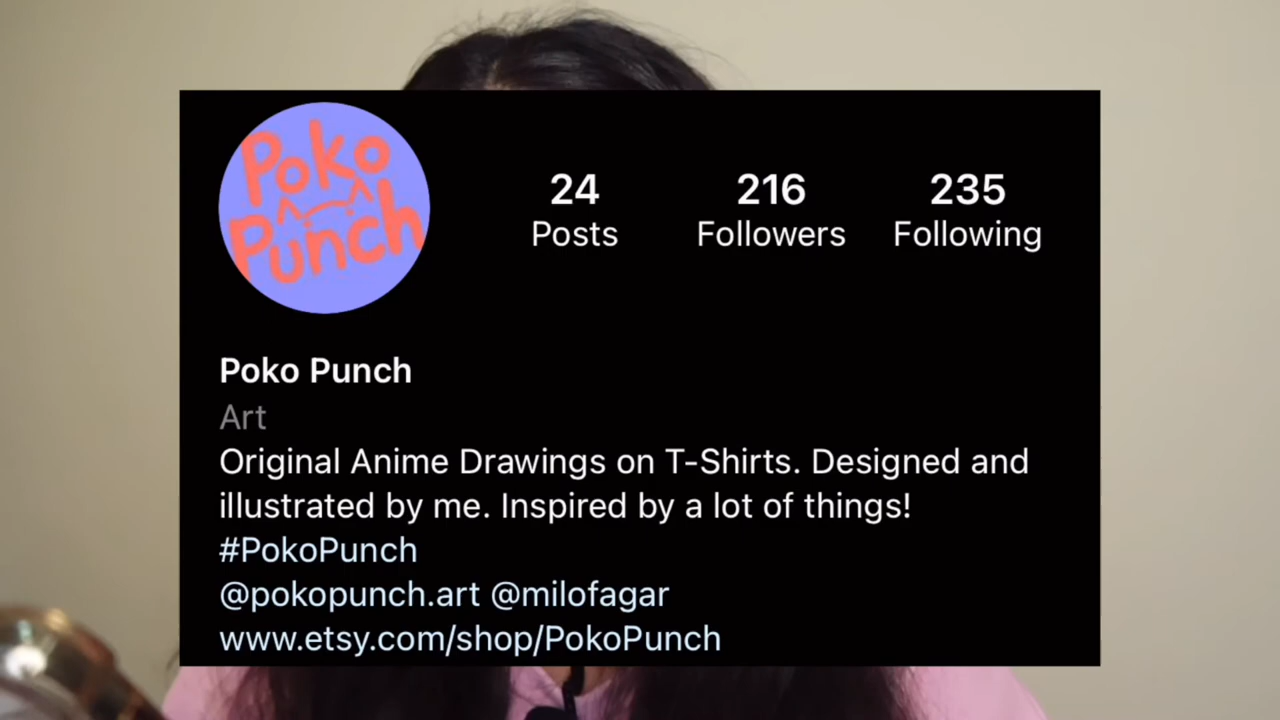 Poko
Punch
24 216 235
Posts Followers Following
Poko Punch
Art
Original Anime Drawings on T-Shirts. Designed and
illustrated by me. Inspired by a lot of things!
#PokoPunch
@pokopunch.art @milofagar
www.etsy.com/shop/PokoPunch